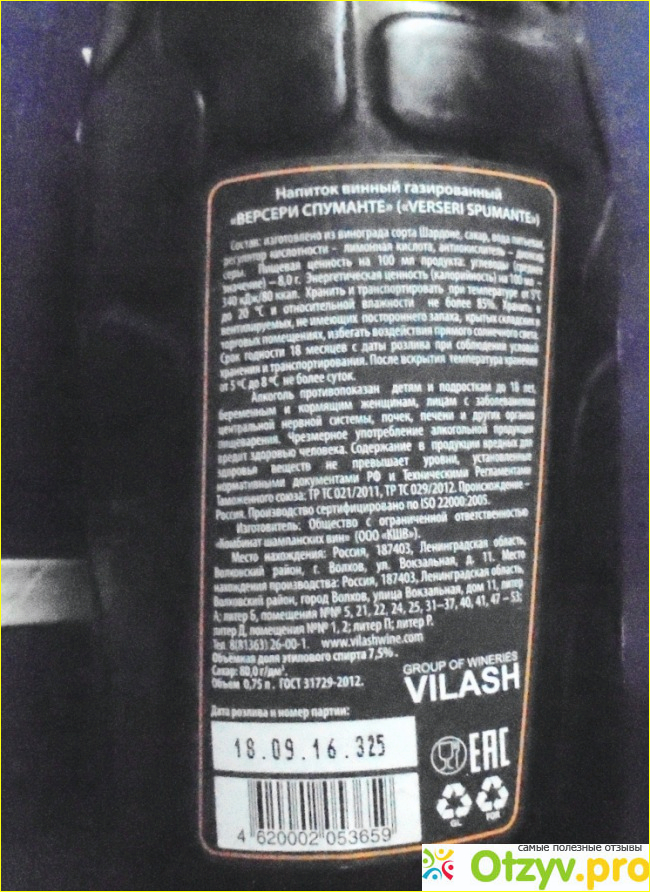 Напиток винный газированный
«ВЕРСЕРИ СПУМАНТЕ» («VERSERI SPUMANTE»)
Состав: изготовлено из винограда сорта Шардоне, сахар, вода питьевая,
регулятор кислотности - лимонная кислота, антиокислитель - диоксид
серы. Пищевая ценность на 100 мл продукта: углеводы (среднее
значение) – 8,0 г. Энергетическая ценность (калорийность) на 100 мл –
340 кДж/80 ккал. Хранить и транспортировать при температуре от 5°С
до 20 °С и относительной влажности не более 85%. Хранить в
вентилируемых, не имеющих постороннего запаха, крытых складских и
торговых помещениях, избегать воздействия прямого солнечного света.
Срок годности 18 месяцев с даты розлива при соблюдении условий
хранения и транспортирования. После вскрытия температура хранения
от 5 °С до 8 °С не более суток.
Алкоголь противопоказан детям и подросткам до 18 лет,
беременным и кормящим женщинам, лицам с заболеваниями
центральной нервной системы, почек, печени и других органов
пищеварения. Чрезмерное употребление алкогольной продукции
вредит здоровью человека. Содержание в продукции вредных для
здоровья веществ не превышает уровни, установленные
нормативными документами РФ и Техническими Регламентами
Таможенного союза: ТР ТС 021/2011, ТР ТС 029/2012. Происхождение –
Россия. Производство сертифицировано по ISO 22000:2005.
Изготовитель: Общество с ограниченной ответственностью
«Комбинат шампанских вин» (ООО «КШВ»).
Место нахождения: Россия, 187403, Ленинградская область,
Волховский район, г. Волхов, ул. Вокзальная, д. 11. Место
нахождения производства: Россия, 187403, Ленинградская область,
Волховский район, город Волхов, улица Вокзальная, дом 11, литер
А; литер Б, помещения №№ 5, 21, 22, 24, 25, 31–37, 40, 41, 47 – 53;
литер Д, помещения №№ 1, 2; литер П; литер Р.
Тел. 8(81363) 26-00-1. www.vilashwine.com
Объёмная доля этилового спирта 7,5%.
Сахар: 80,0 г/дм³.
Объем 0,75 л. ГОСТ 31729-2012.
GROUP OF WINERIES
VILASH
Дата розлива и номер партии:
18.09.16.325
EAC
GL FOR
4 620002 053659
самые полезные отзывы
Otzyv.pro